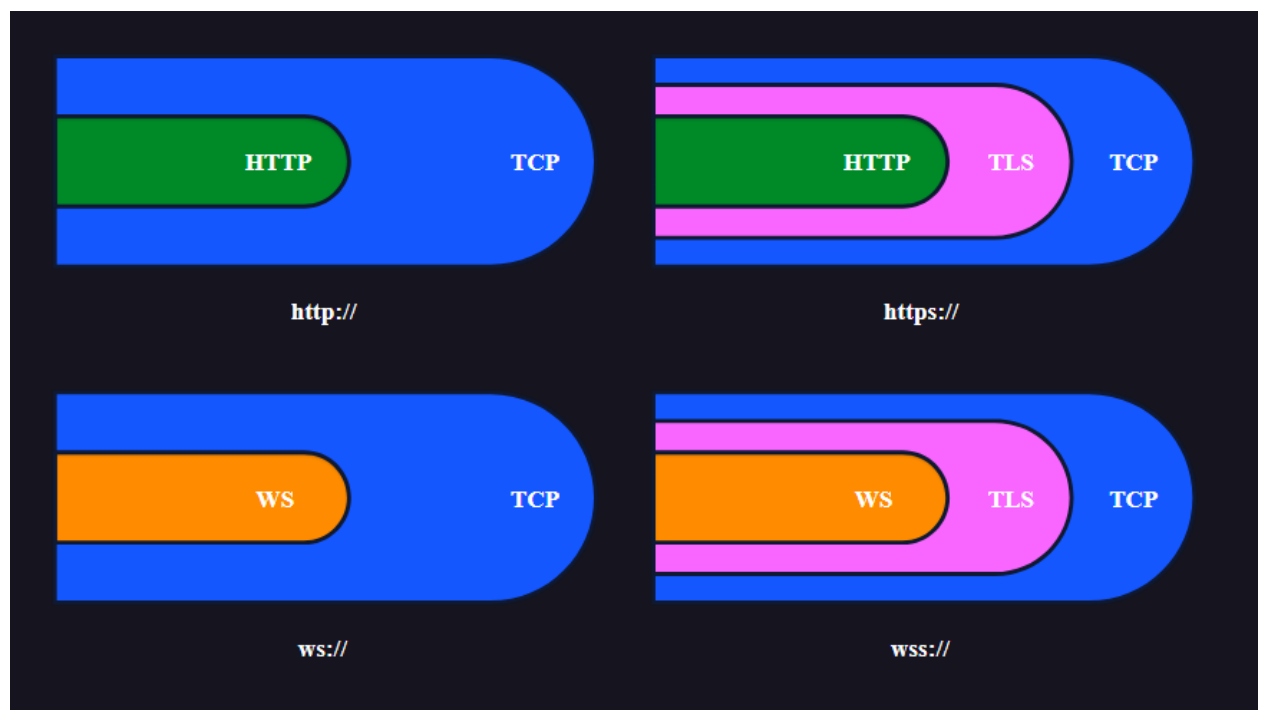 HTTP TCP
HTTP TLS TCP
http://
https://
WS TCP
WS TLS TCP
ws://
wss://